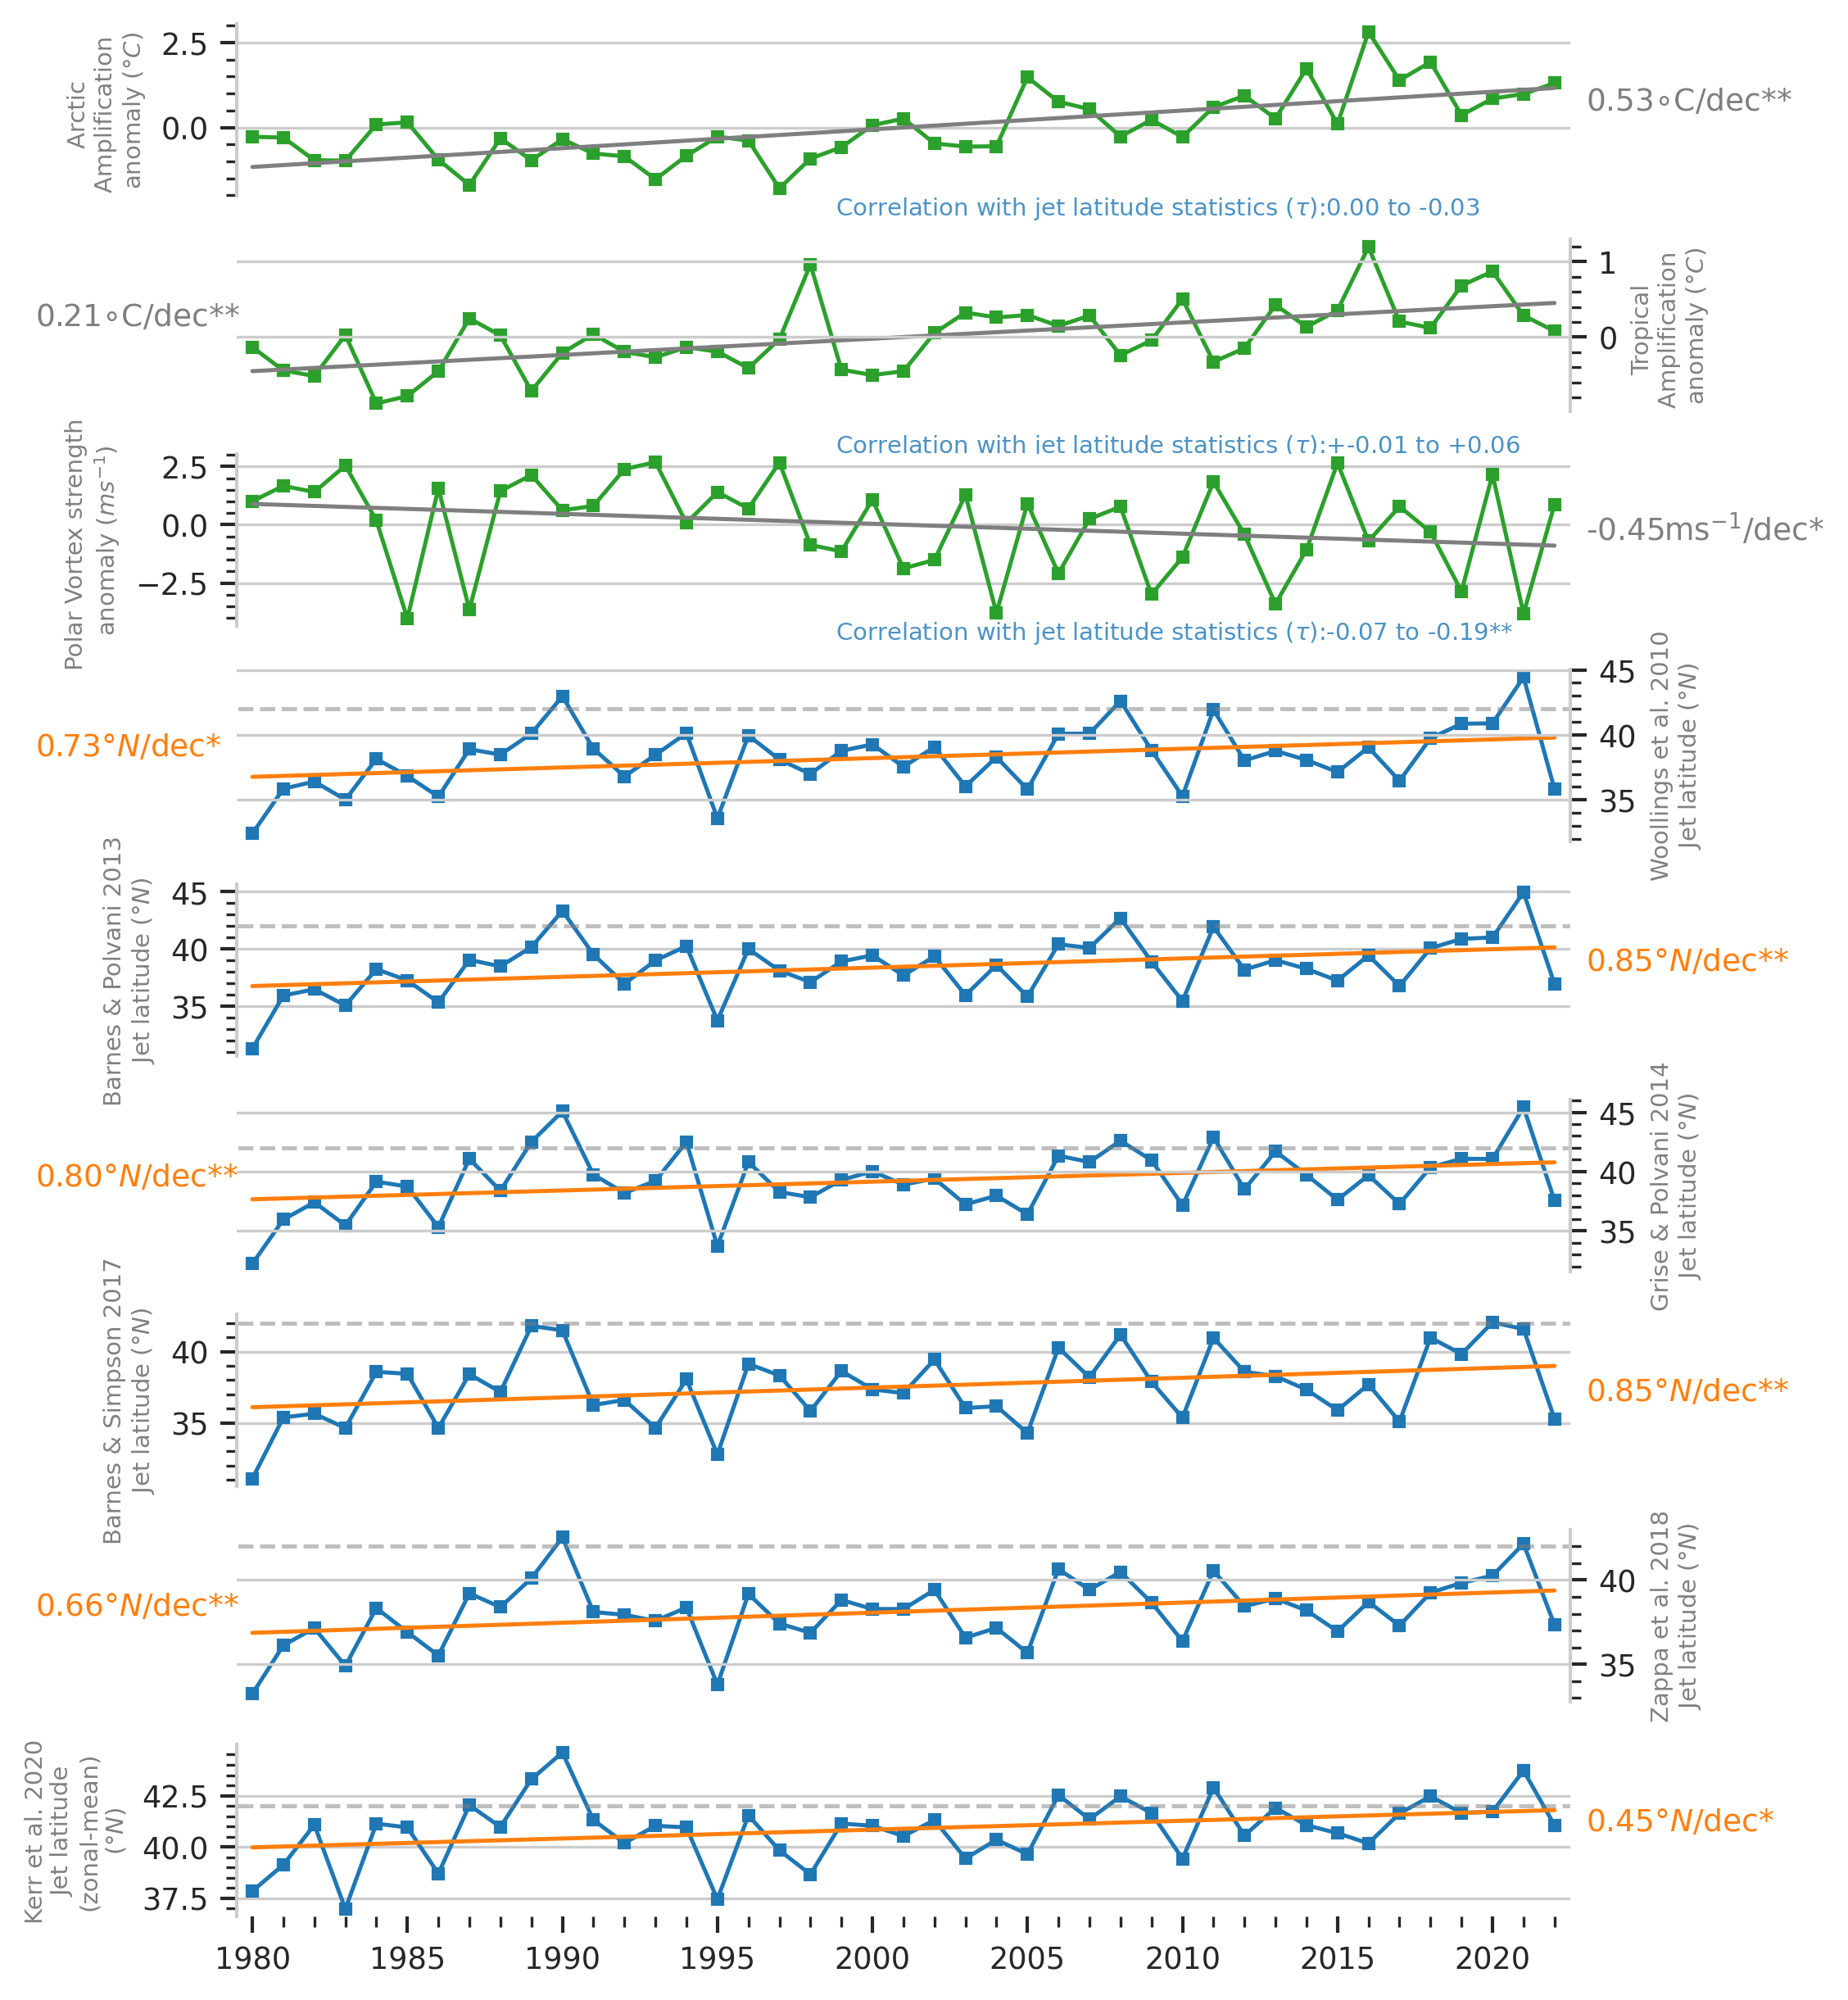 Arctic
Amplification
anomaly (°C)
2.5
0.0
0.53∘C/dec**
Correlation with jet latitude statistics (τ):0.00 to -0.03
0.21∘C/dec**
1
0
Tropical
Amplification
anomaly (°C)
Correlation with jet latitude statistics (τ):+-0.01 to +0.06
Polar Vortex strength
anomaly (ms⁻¹)
2.5
0.0
−2.5
-0.45ms⁻¹/dec*
Correlation with jet latitude statistics (τ):-0.07 to -0.19**
0.73°N/dec*
45
40
35
Woollings et al. 2010
Jet latitude (°N)
Barnes & Polvani 2013
Jet latitude (°N)
45
40
35
0.85°N/dec**
0.80°N/dec**
45
40
35
Grise & Polvani 2014
Jet latitude (°N)
Barnes & Simpson 2017
Jet latitude (°N)
40
35
0.85°N/dec**
0.66°N/dec**
40
35
Zappa et al. 2018
Jet latitude (°N)
Kerr et al. 2020
Jet latitude
(zonal-mean)
(°N)
42.5
40.0
37.5
0.45°N/dec*
1980 1985 1990 1995 2000 2005 2010 2015 2020